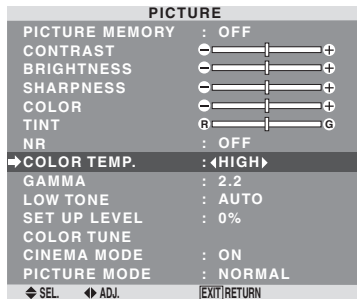 PICTURE
PICTURE MEMORY : OFF
CONTRAST
BRIGHTNESS
SHARPNESS
COLOR
TINT R G
NR : OFF
COLOR TEMP. : HIGH
GAMMA : 2.2
LOW TONE : AUTO
SET UP LEVEL : 0%
COLOR TUNE
CINEMA MODE : ON
PICTURE MODE : NORMAL
SEL. ADJ. EXIT RETURN